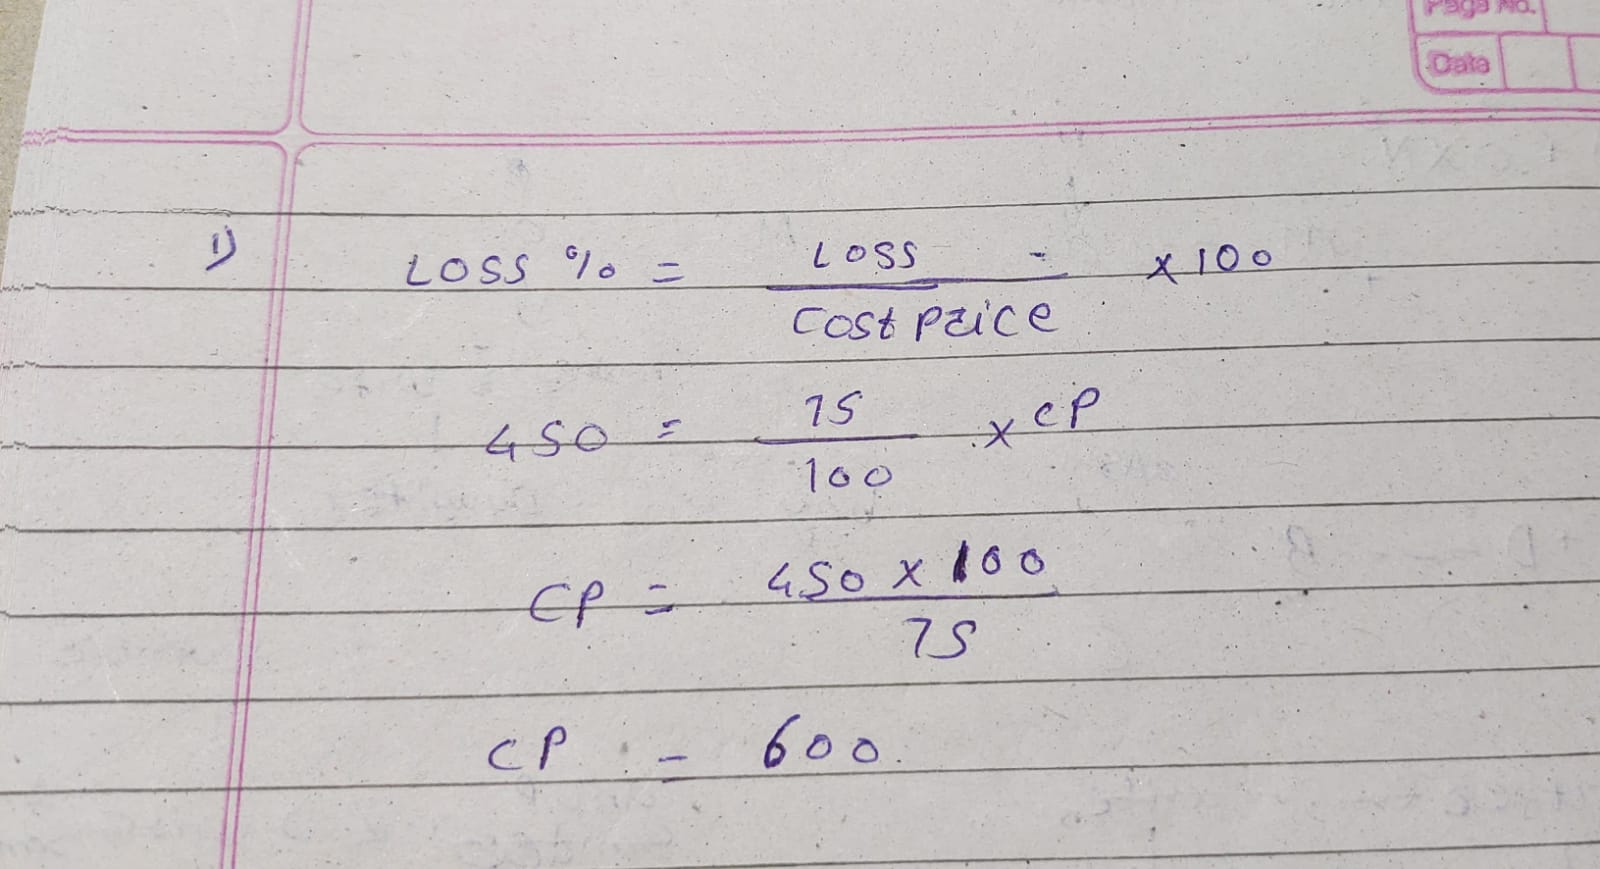 Page No.
Date
1) LOSS % = LOSS / Cost Price × 100
450 = 75 / 100 × CP
CP = 450 × 100 / 75
CP = 600